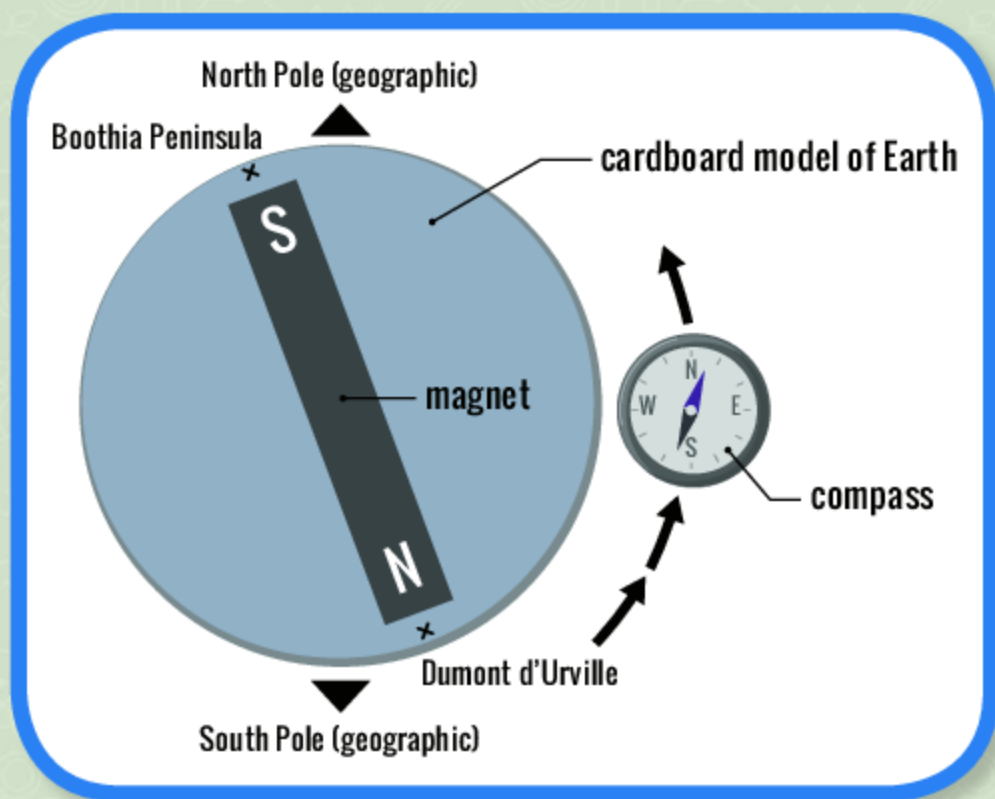 North Pole (geographic)
Boothia Peninsula
cardboard model of Earth
S
N
W
E
magnet
S
compass
N
Dumont d'Urville
South Pole (geographic)